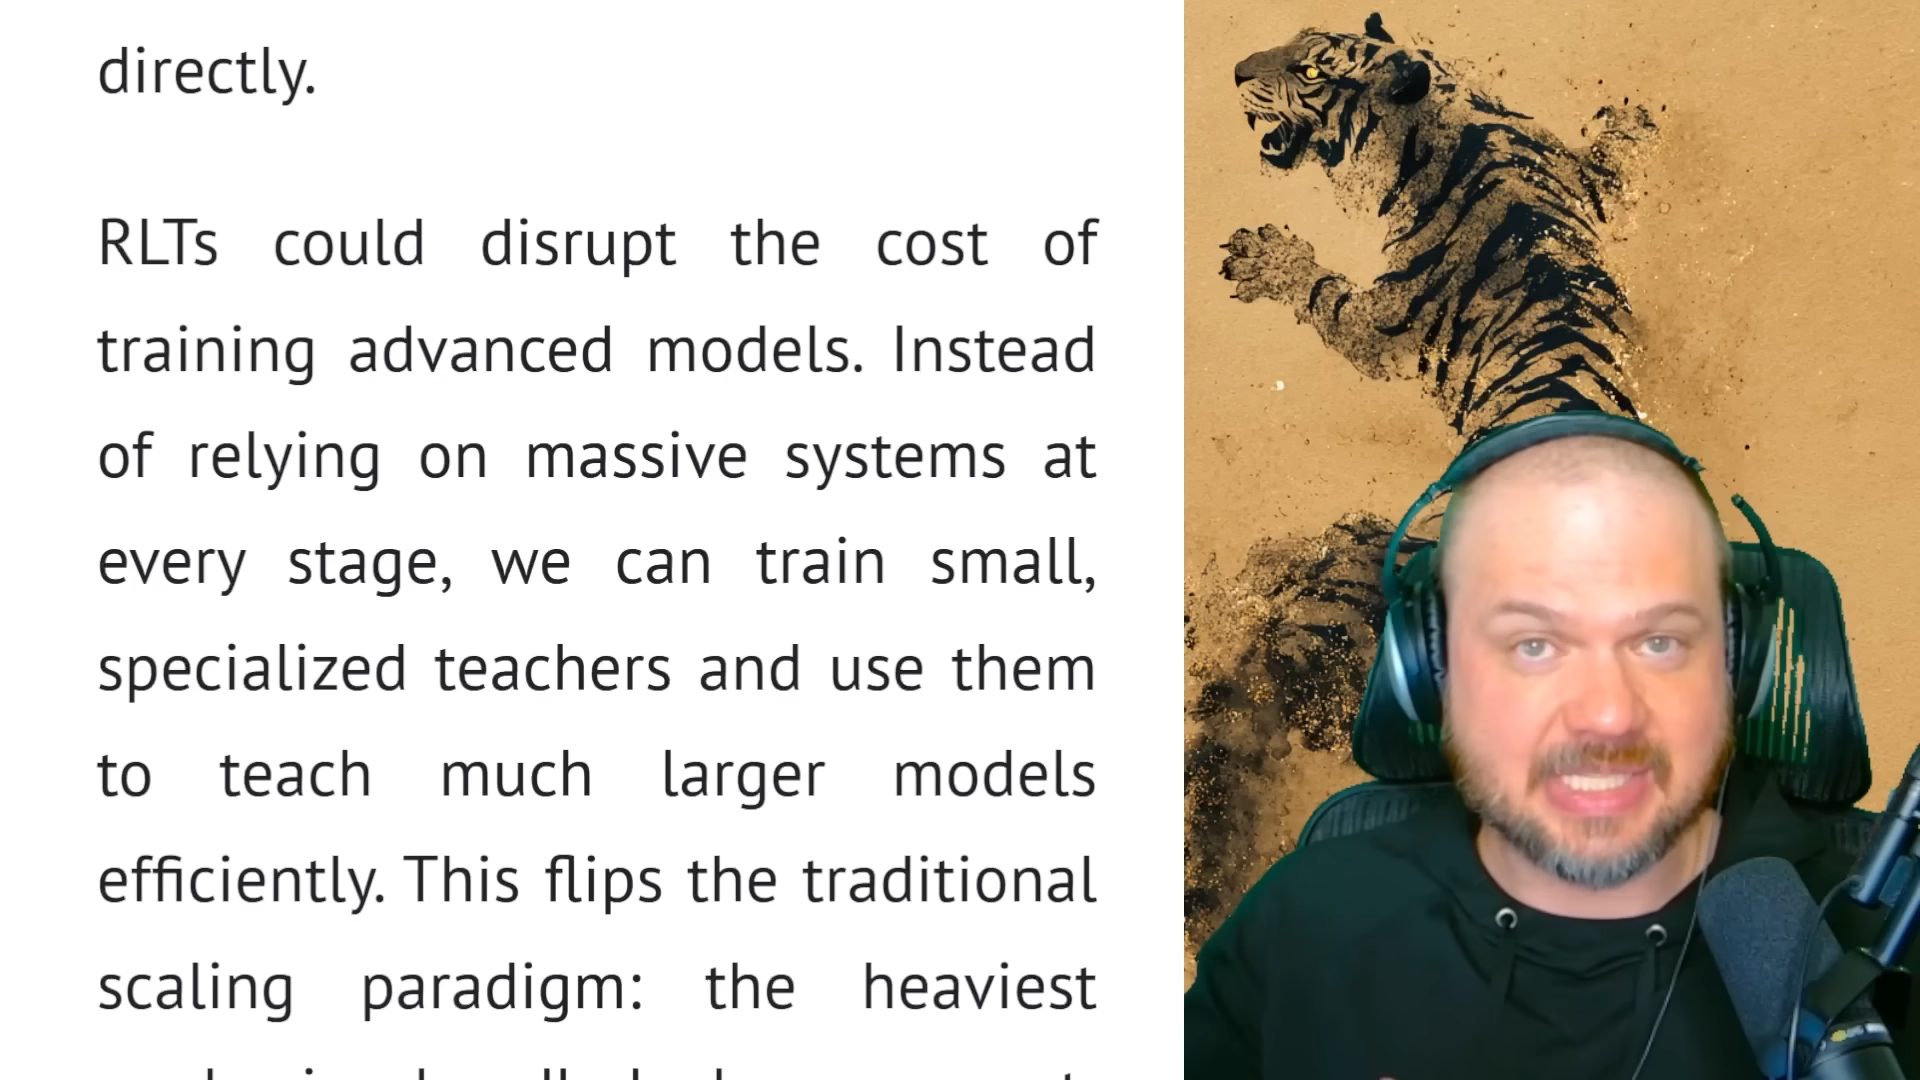 directly.
RLTs could disrupt the cost of
training advanced models. Instead
of relying on massive systems at
every stage, we can train small,
specialized teachers and use them
to teach much larger models
efficiently. This flips the traditional
scaling paradigm: the heaviest